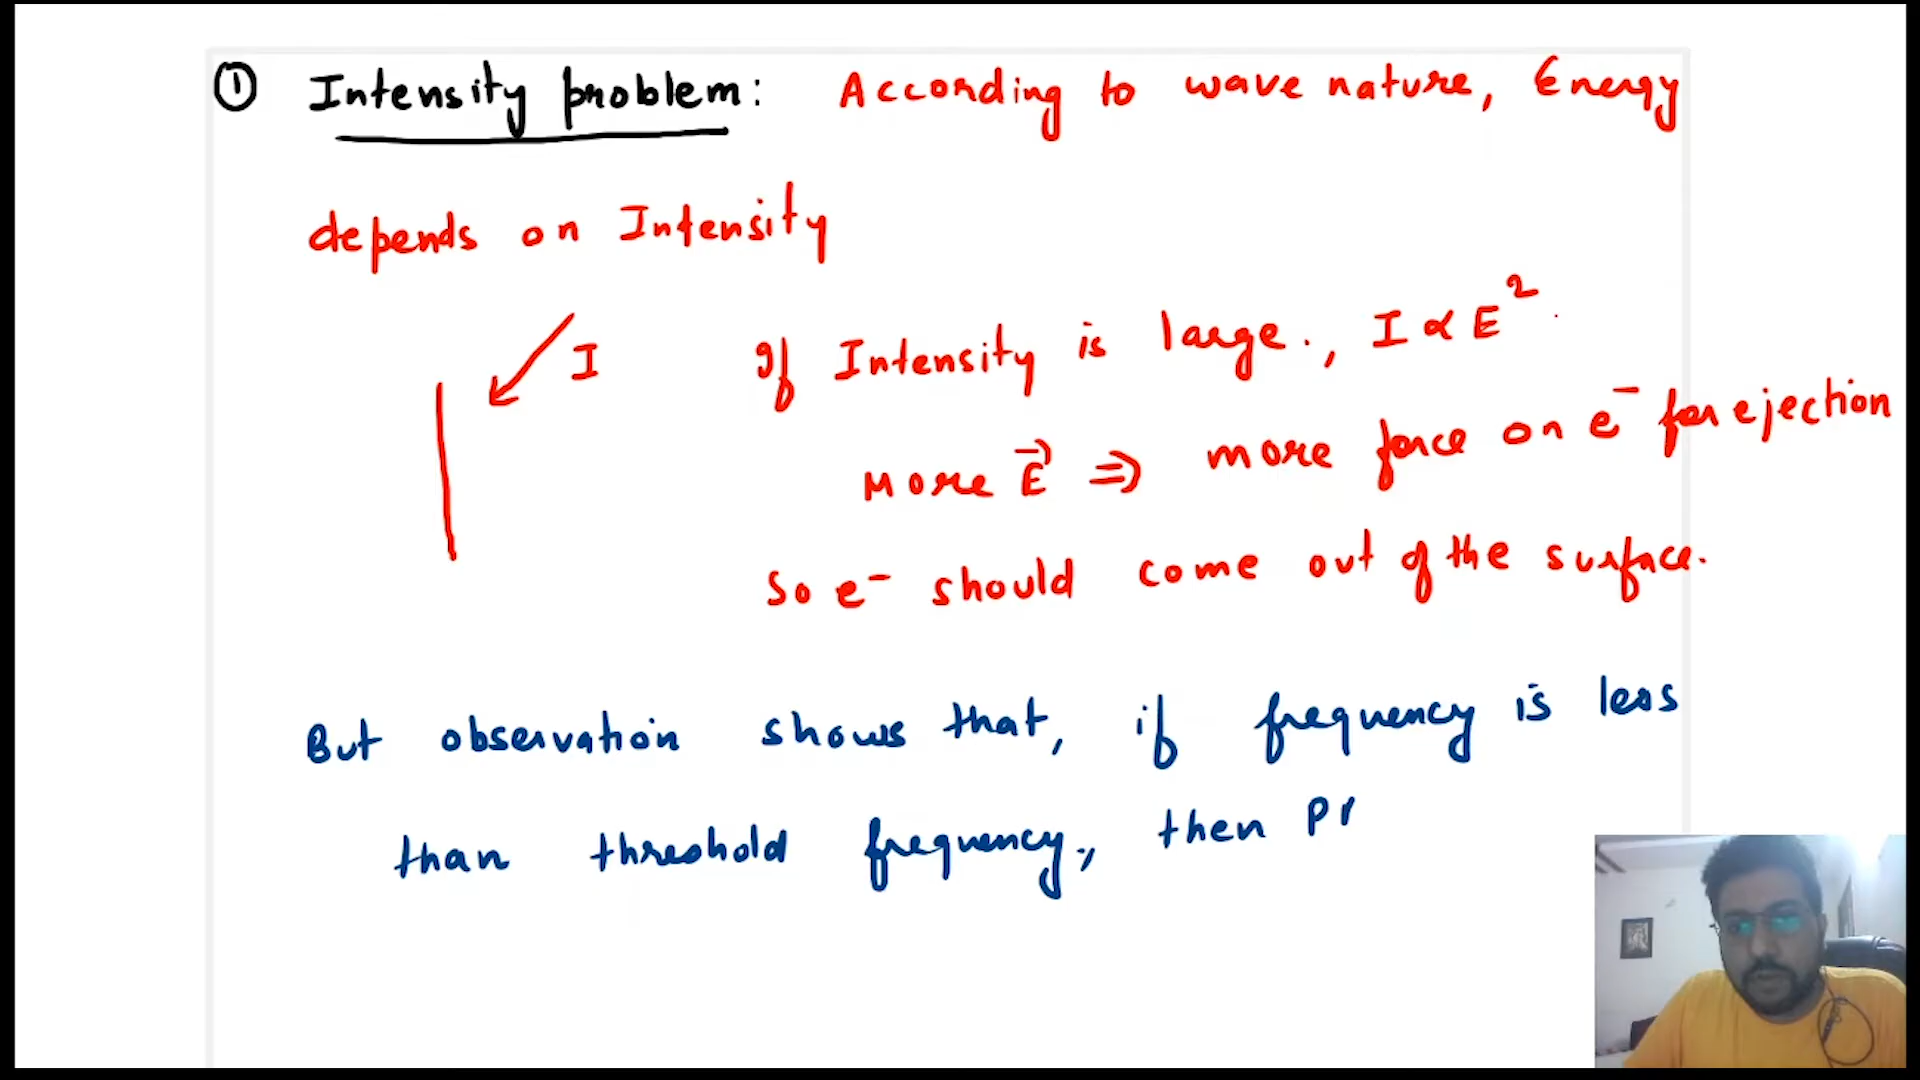 ① Intensity problem: According to wave nature, Energy
depends on Intensity
I If Intensity is large., I ∝ E².
More E⃗ ⇒ more force on e⁻ for ejection
So e⁻ should come out of the surface.
But observation shows that, if frequency is less
than threshold frequency, then Pr